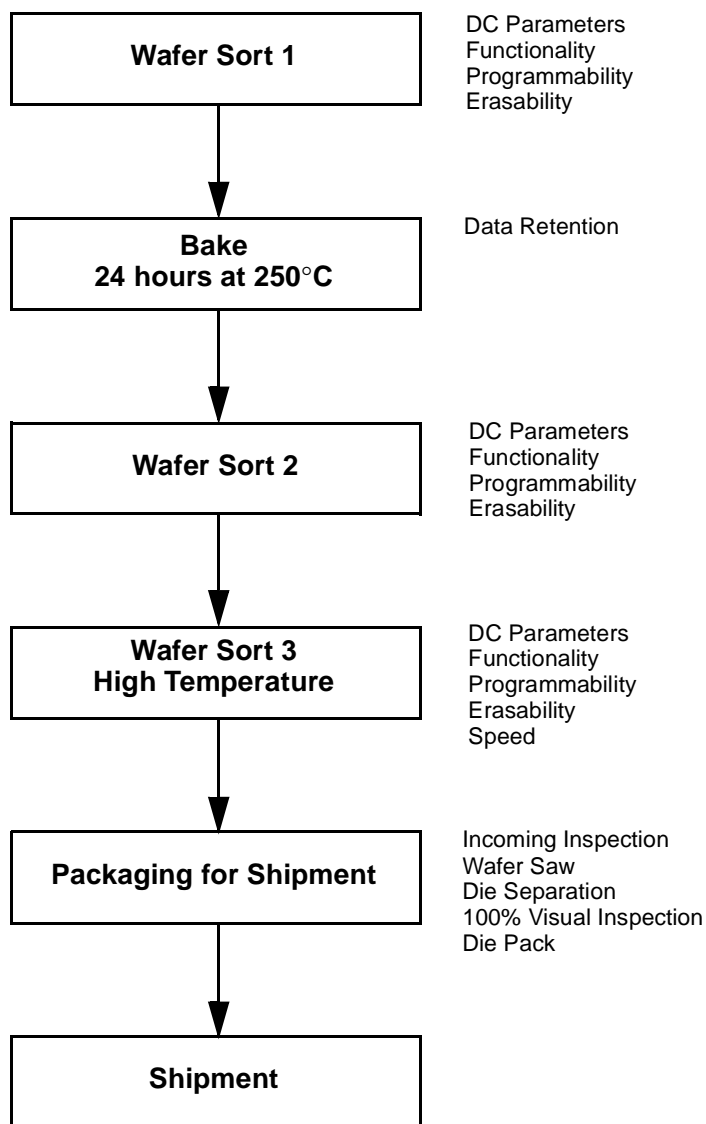 Wafer Sort 1
DC Parameters
Functionality
Programmability
Erasability
Bake
24 hours at 250°C
Data Retention
Wafer Sort 2
DC Parameters
Functionality
Programmability
Erasability
Wafer Sort 3
High Temperature
DC Parameters
Functionality
Programmability
Erasability
Speed
Packaging for Shipment
Incoming Inspection
Wafer Saw
Die Separation
100% Visual Inspection
Die Pack
Shipment